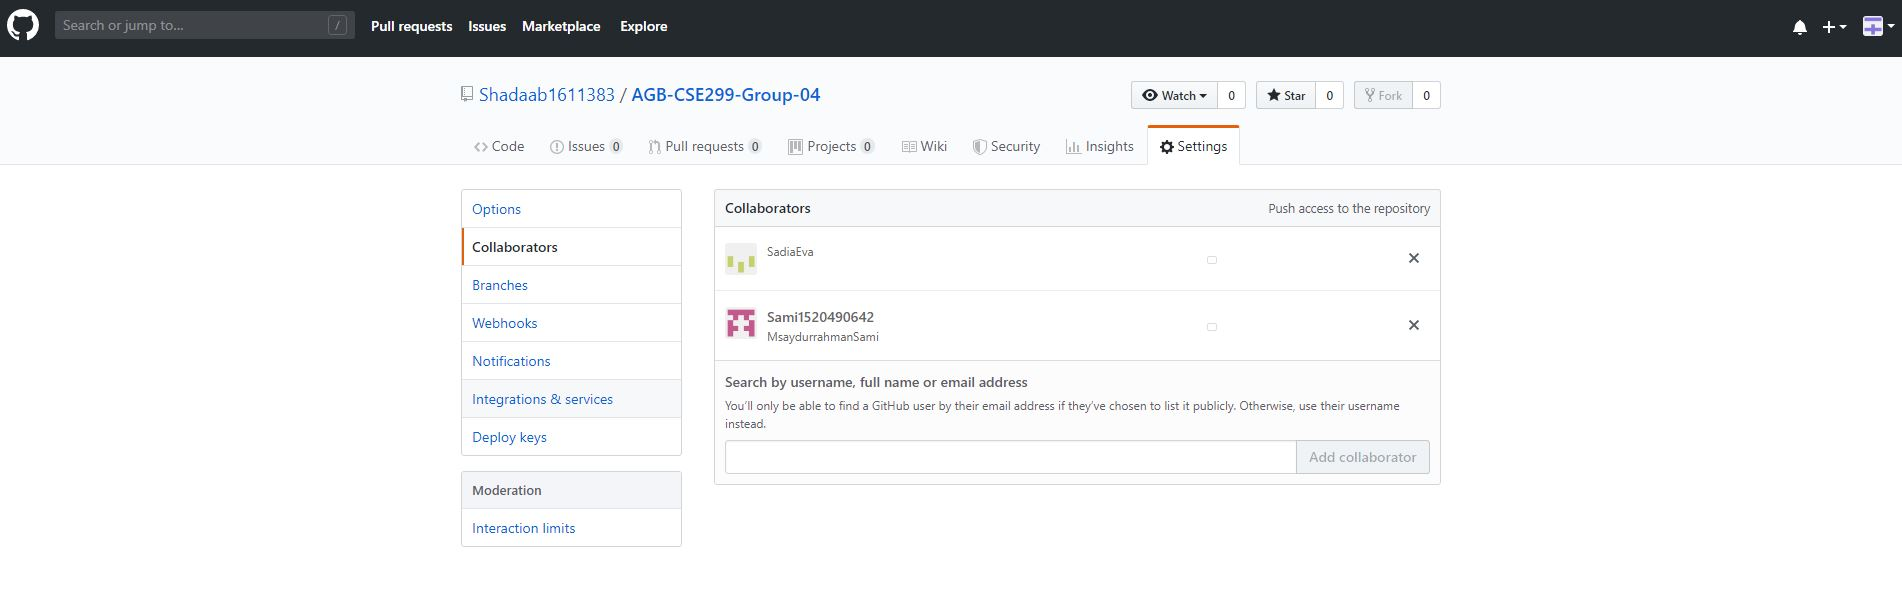 Search or jump to... / Pull requests Issues Marketplace Explore
Shadaab1611383 / AGB-CSE299-Group-04 Watch 0 Star 0 Fork 0
Code Issues 0 Pull requests 0 Projects 0 Wiki Security Insights Settings
Options
Collaborators
Branches
Webhooks
Notifications
Integrations & services
Deploy keys
Moderation
Interaction limits
Collaborators Push access to the repository
SadiaEva
Sami1520490642
MsaydurrahmanSami
Search by username, full name or email address
You'll only be able to find a GitHub user by their email address if they've chosen to list it publicly. Otherwise, use their username
instead.
Add collaborator